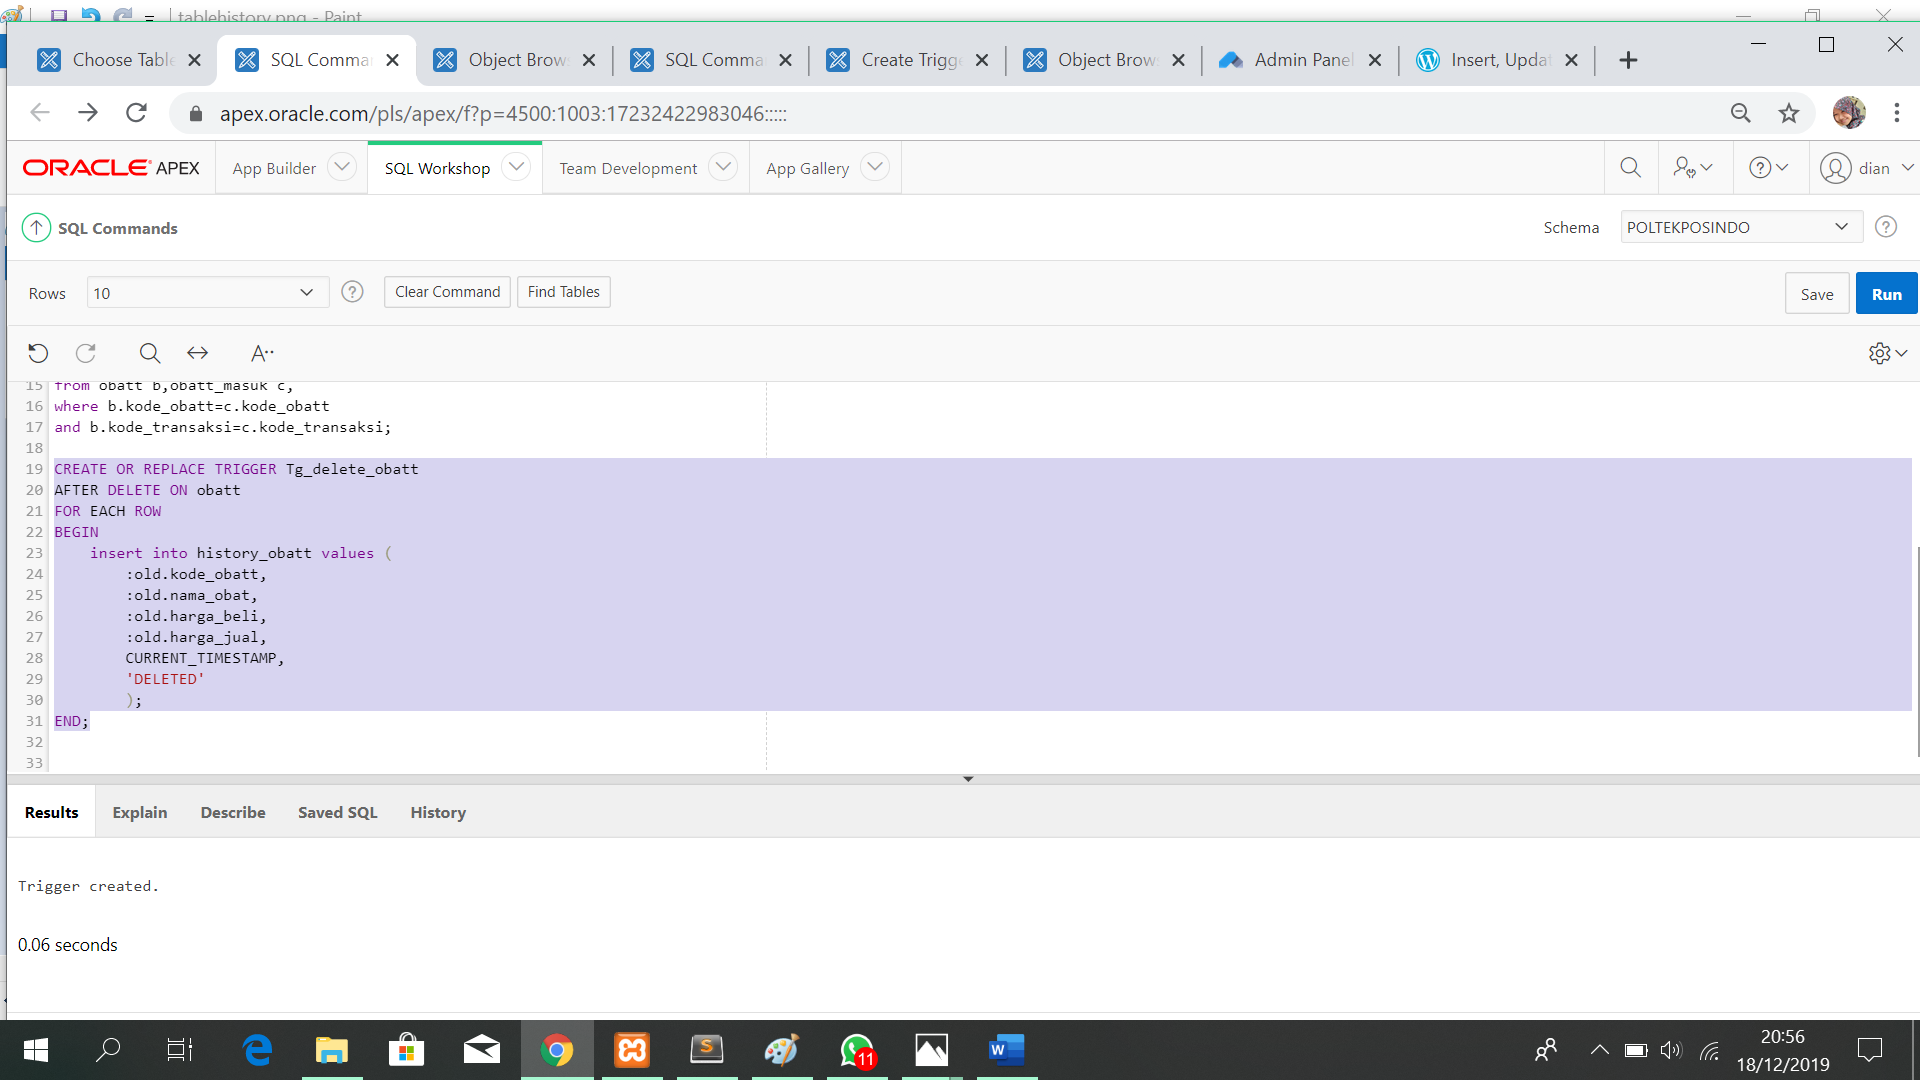 tablehistory.png - Paint
Choose Table
SQL Comma
Object Brow
SQL Comma
Create Trigge
Object Brow
Admin Panel
Insert, Updat
apex.oracle.com/pls/apex/f?p=4500:1003:17232422983046:::::
ORACLE APEX
App Builder
SQL Workshop
Team Development
App Gallery
dian
SQL Commands
Schema
POLTEKPOSINDO
Rows
10
Clear Command
Find Tables
Save
Run
A
15 from obatt b,obatt_masuk c,
16 where b.kode_obatt=c.kode_obatt
17 and b.kode_transaksi=c.kode_transaksi;
18
19 CREATE OR REPLACE TRIGGER Tg_delete_obatt
20 AFTER DELETE ON obatt
21 FOR EACH ROW
22 BEGIN
23 insert into history_obatt values (
24 :old.kode_obatt,
25 :old.nama_obat,
26 :old.harga_beli,
27 :old.harga_jual,
28 CURRENT_TIMESTAMP,
29 'DELETED'
30 );
31 END;
32
33
Results
Explain
Describe
Saved SQL
History
Trigger created.
0.06 seconds
11
20:56
18/12/2019